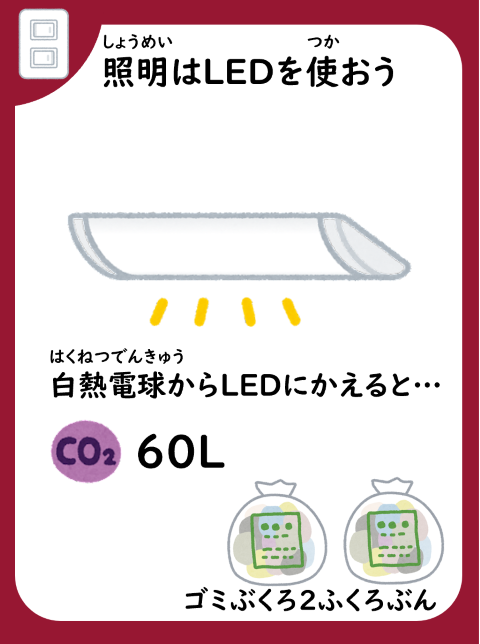 しょうめい つか
照明はLEDを使おう
はくねつでんきゅう
白熱電球からLEDにかえると…
CO₂ 60L
ゴミぶくろ2ふくろぶん